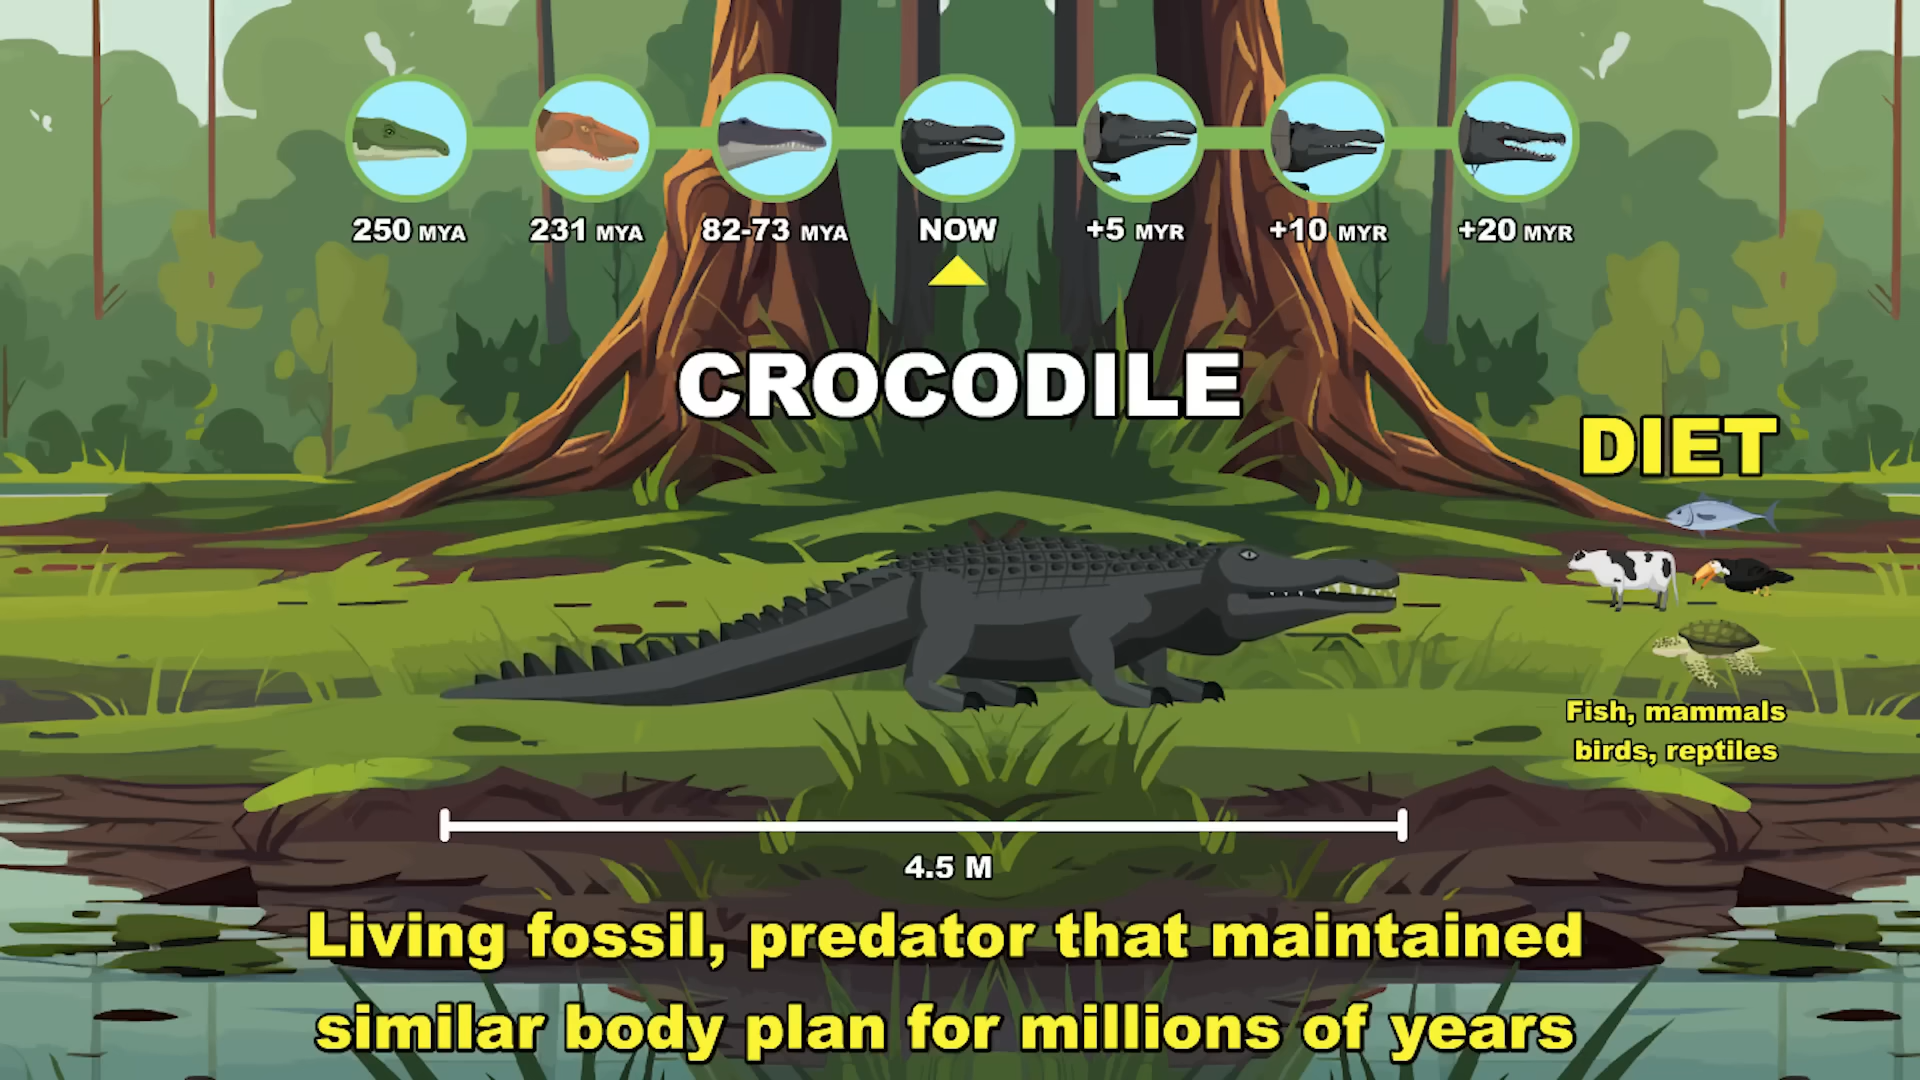 250 MYA
231 MYA
82-73 MYA
NOW
+5 MYR
+10 MYR
+20 MYR
CROCODILE
DIET
Fish, mammals
birds, reptiles
4.5 M
Living fossil, predator that maintained
similar body plan for millions of years